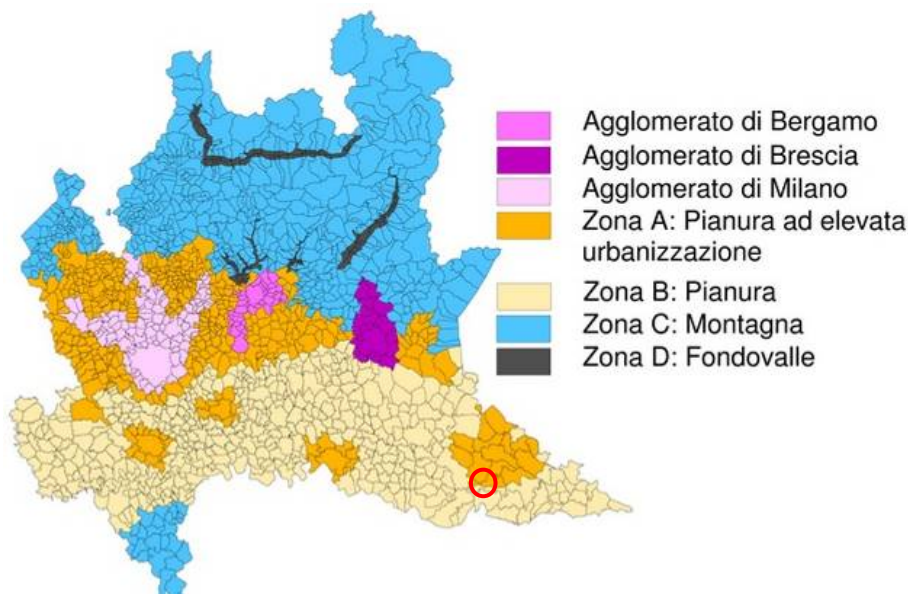 Agglomerato di Bergamo
Agglomerato di Brescia
Agglomerato di Milano
Zona A: Pianura ad elevata
urbanizzazione
Zona B: Pianura
Zona C: Montagna
Zona D: Fondovalle